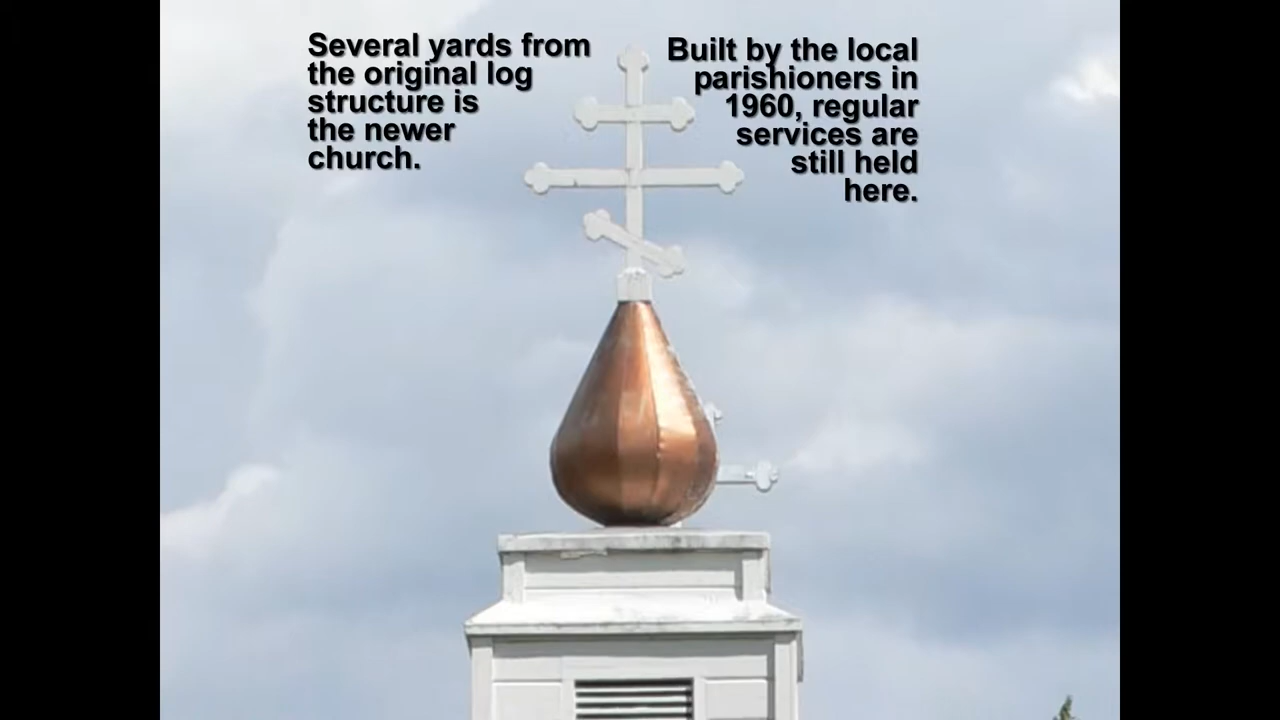 Several yards from
the original log
structure is
the newer
church.
Built by the local
parishioners in
1960, regular
services are
still held
here.